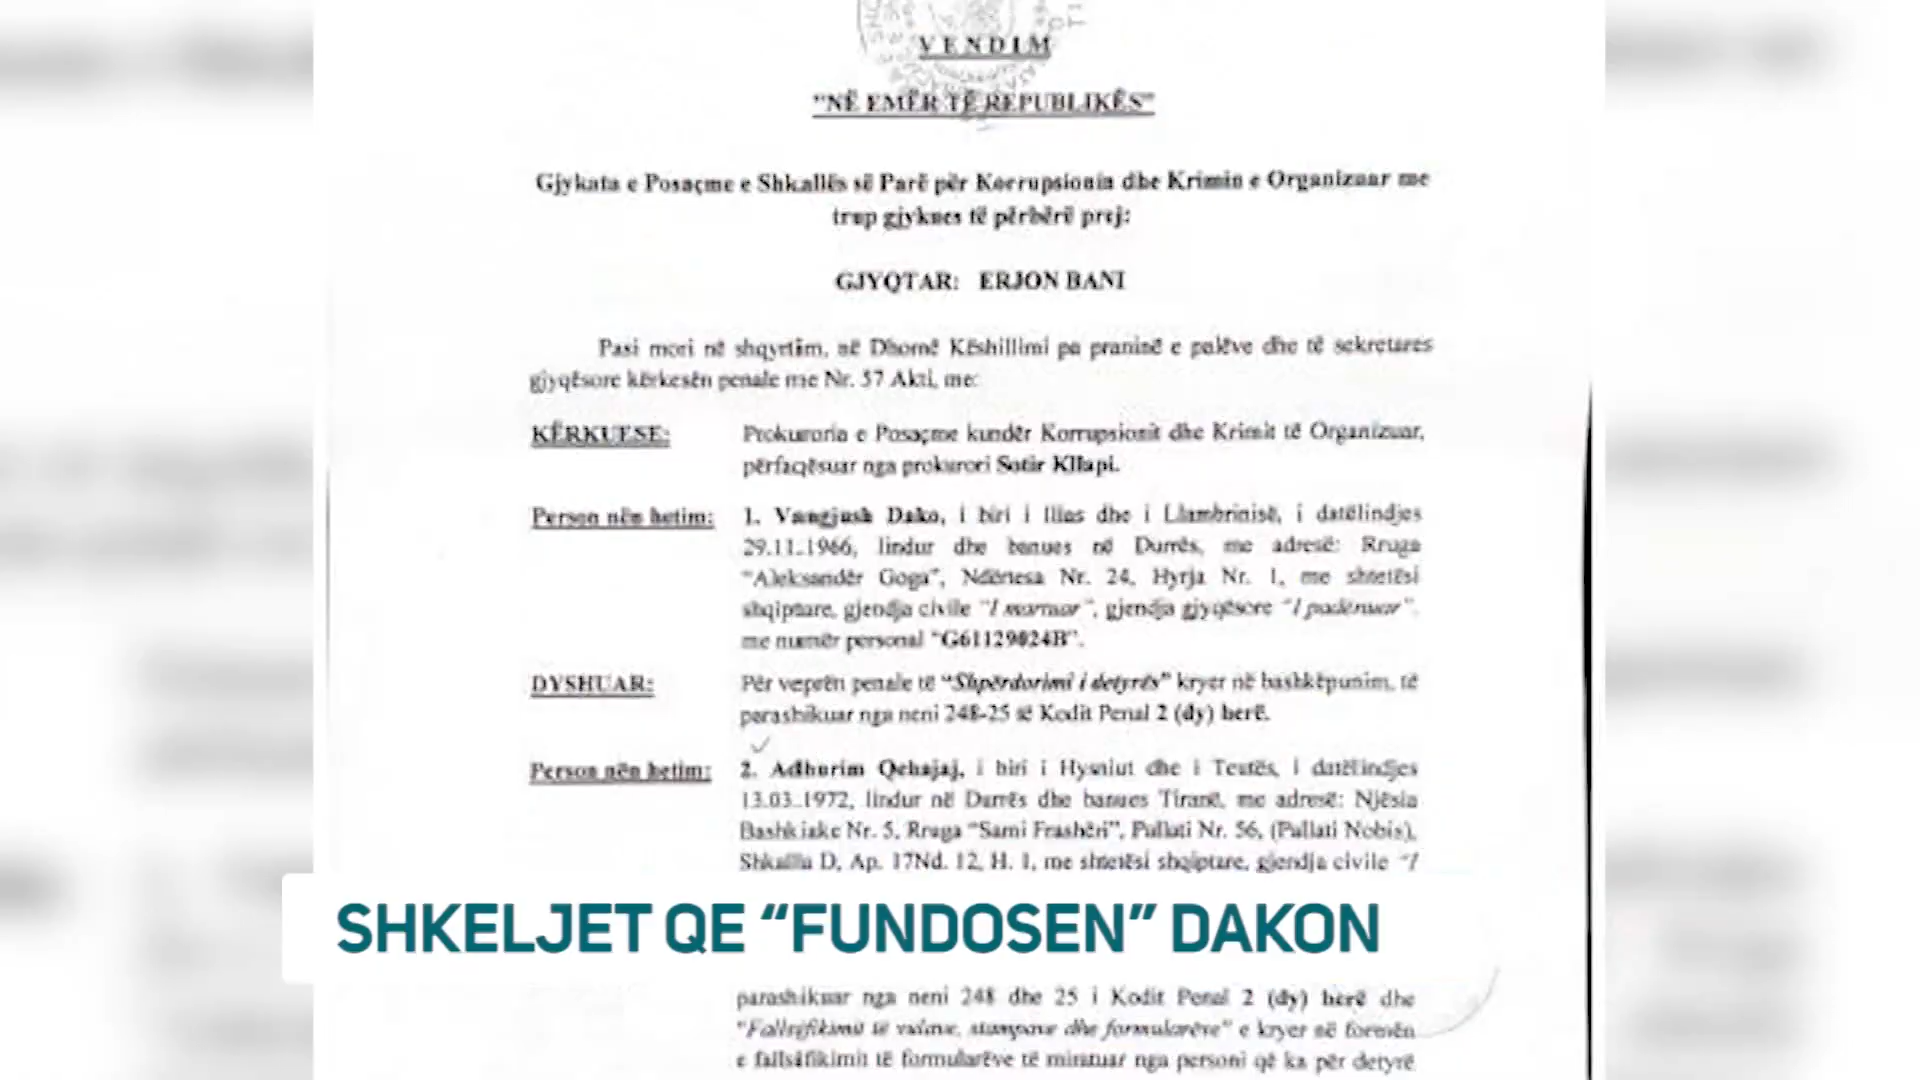 VENDIM
"NË EMËR TË REPUBLIKËS"
Gjykata e Posaçme e Shkallës së Parë për Korrupsionin dhe Krimin e Organizuar me
trup gjykues të përbërë prej:
GJYQTAR: ERJON BANI
Pasi mori në shqyrtim, në Dhomë Këshillimi pa praninë e palëve dhe të sekretares
gjyqësore kërkesën penale me Nr. 57 Akti, me:
KËRKUESE: Prokuroria e Posaçme kundër Korrupsionit dhe Krimit të Organizuar,
përfaqësuar nga prokurori Sotir Kllapi.
Person nën hetim: 1. Vangjush Dako, i biri i Ilias dhe i Llambrinisë, i datëlindjes
29.11.1966, lindur dhe banues në Durrës, me adresë: Rruga
"Aleksandër Goga", Ndërtesa Nr. 24, Hyrja Nr. 1, me shtetësi
shqiptare, gjendja civile "I martuar", gjendja gjyqësore "I padënuar",
me numër personal "G61129024B".
DYSHUAR: Për veprën penale të "Shpërdorimi i detyrës" kryer në bashkëpunim, të
parashikuar nga neni 248-25 të Kodit Penal 2 (dy) herë.
Person nën hetim: 2. Adhurim Qehajaj, i biri i Hysniut dhe i Teutës, i datëlindjes
13.03.1972, lindur në Durrës dhe banues Tiranë, me adresë: Njësia
Bashkiake Nr. 5, Rruga "Sami Frashëri", Pallati Nr. 56, (Pallati Nobis),
Shkalla D, Ap. 17Nd. 12, H. 1, me shtetësi shqiptare, gjendja civile "I
SHKELJET QE “FUNDOSEN” DAKON
parashikuar nga neni 248 dhe 25 i Kodit Penal 2 (dy) herë dhe
"Fallsifikimit të vulave, stampave dhe formularëve" e kryer në formën
e fallsifikimit të formularëve të miratuar nga personi që ka për detyrë